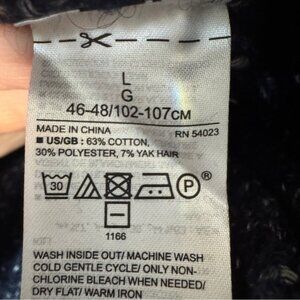 L
G
46-48/102-107CM
MADE IN CHINA RN 54023
■ US/GB : 63% COTTON,
30% POLYESTER, 7% YAK HAIR
30 P ®
1166
WASH INSIDE OUT/ MACHINE WASH
COLD GENTLE CYCLE/ ONLY NON-
CHLORINE BLEACH WHEN NEEDED/
DRY FLAT/ WARM IRON